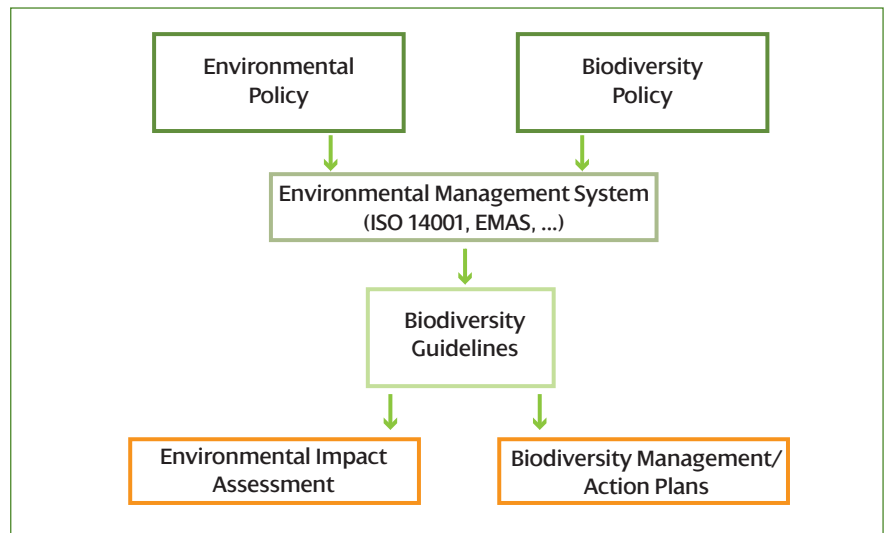 Environmental
Policy
Biodiversity
Policy
Environmental Management System
(ISO 14001, EMAS, ...)
Biodiversity
Guidelines
Environmental Impact
Assessment
Biodiversity Management/
Action Plans